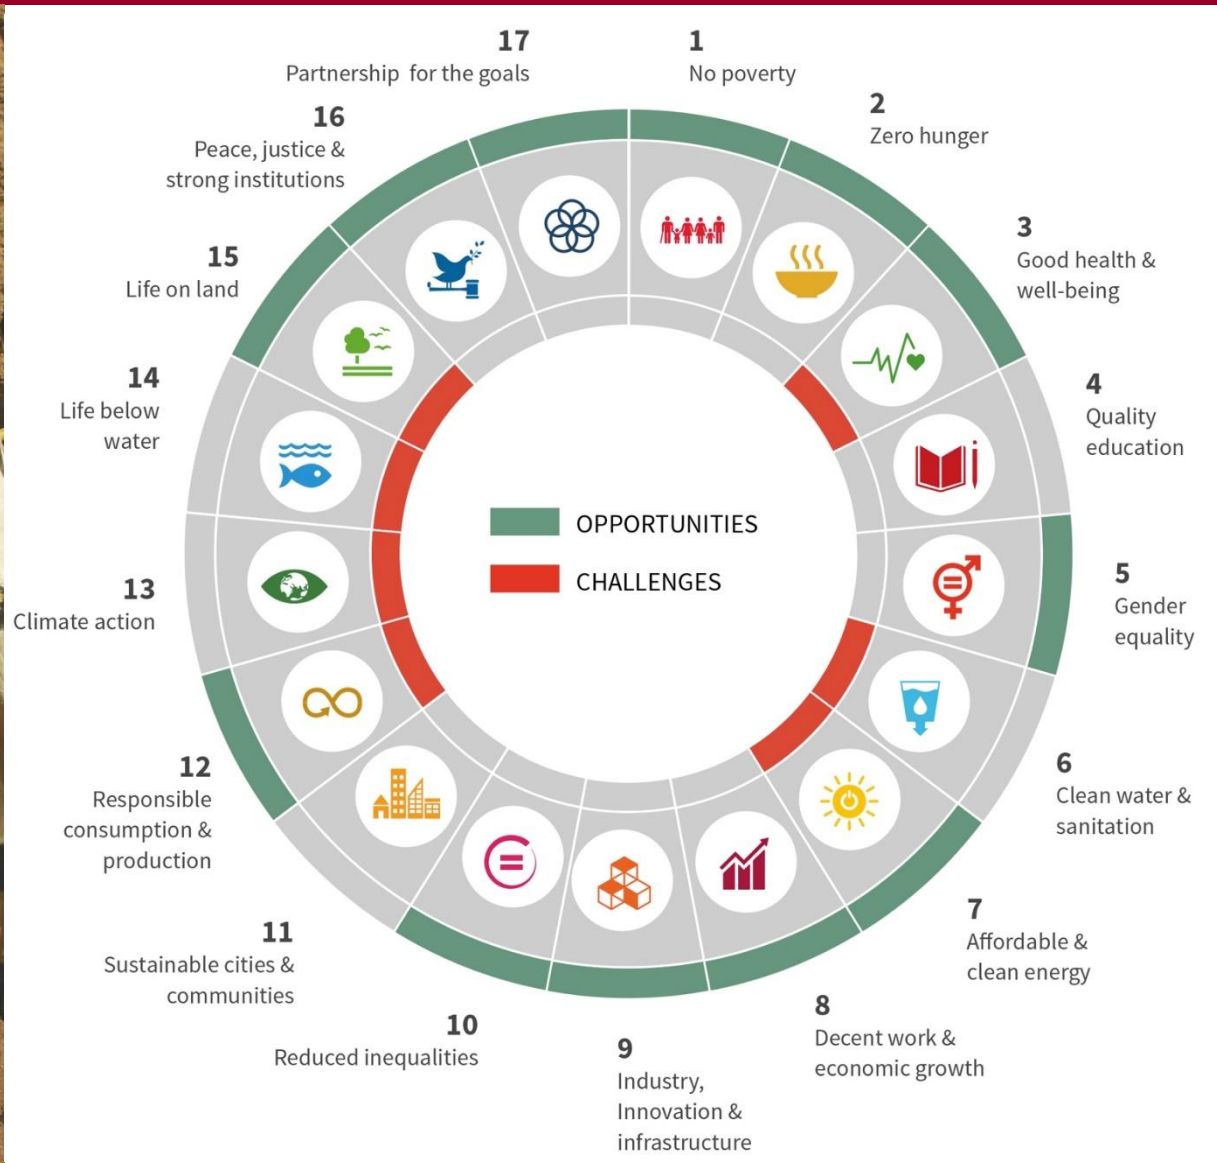 1
No poverty
2
Zero hunger
3
Good health &
well-being
4
Quality
education
5
Gender
equality
6
Clean water &
sanitation
7
Affordable &
clean energy
8
Decent work &
economic growth
9
Industry,
Innovation &
infrastructure
10
Reduced inequalities
11
Sustainable cities &
communities
12
Responsible
consumption &
production
13
Climate action
14
Life below
water
15
Life on land
16
Peace, justice &
strong institutions
17
Partnership for the goals
OPPORTUNITIES
CHALLENGES